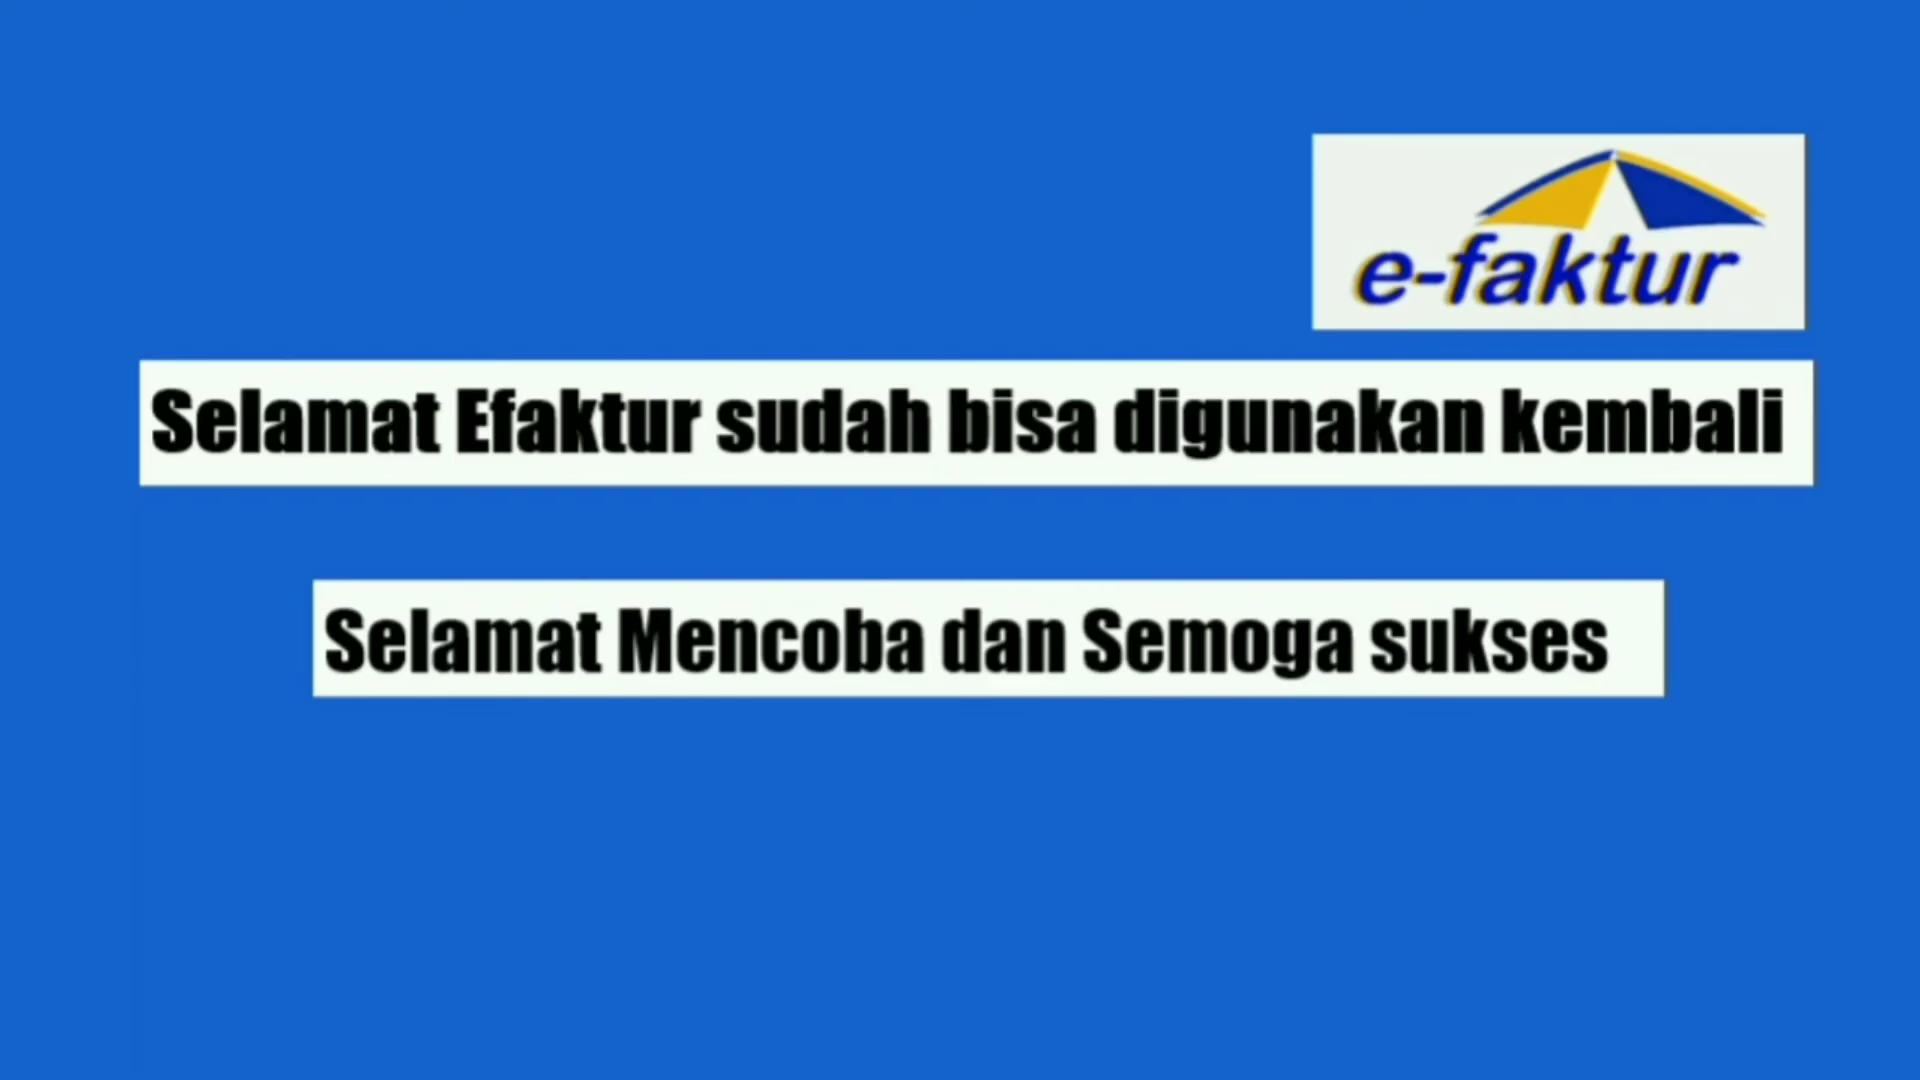 e-faktur
Selamat Efaktur sudah bisa digunakan kembali
Selamat Mencoba dan Semoga sukses